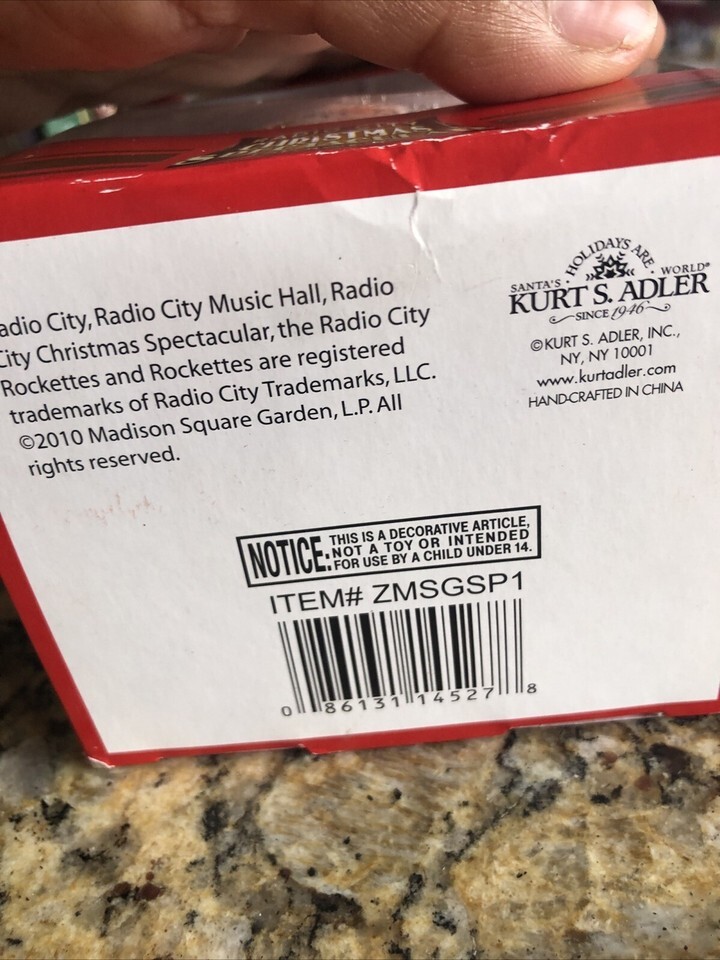 CHRISTMAS
adio City, Radio City Music Hall, Radio
City Christmas Spectacular, the Radio City
Rockettes and Rockettes are registered
trademarks of Radio City Trademarks, LLC.
©2010 Madison Square Garden, L.P. All
rights reserved.
HOLIDAYS ARE
SANTA'S · · WORLD®
KURT S. ADLER
SINCE 1946
©KURT S. ADLER, INC.,
NY, NY 10001
www.kurtadler.com
HAND-CRAFTED IN CHINA
NOTICE: THIS IS A DECORATIVE ARTICLE,
NOT A TOY OR INTENDED
FOR USE BY A CHILD UNDER 14.
ITEM# ZMSGSP1
0 86131 14527 8